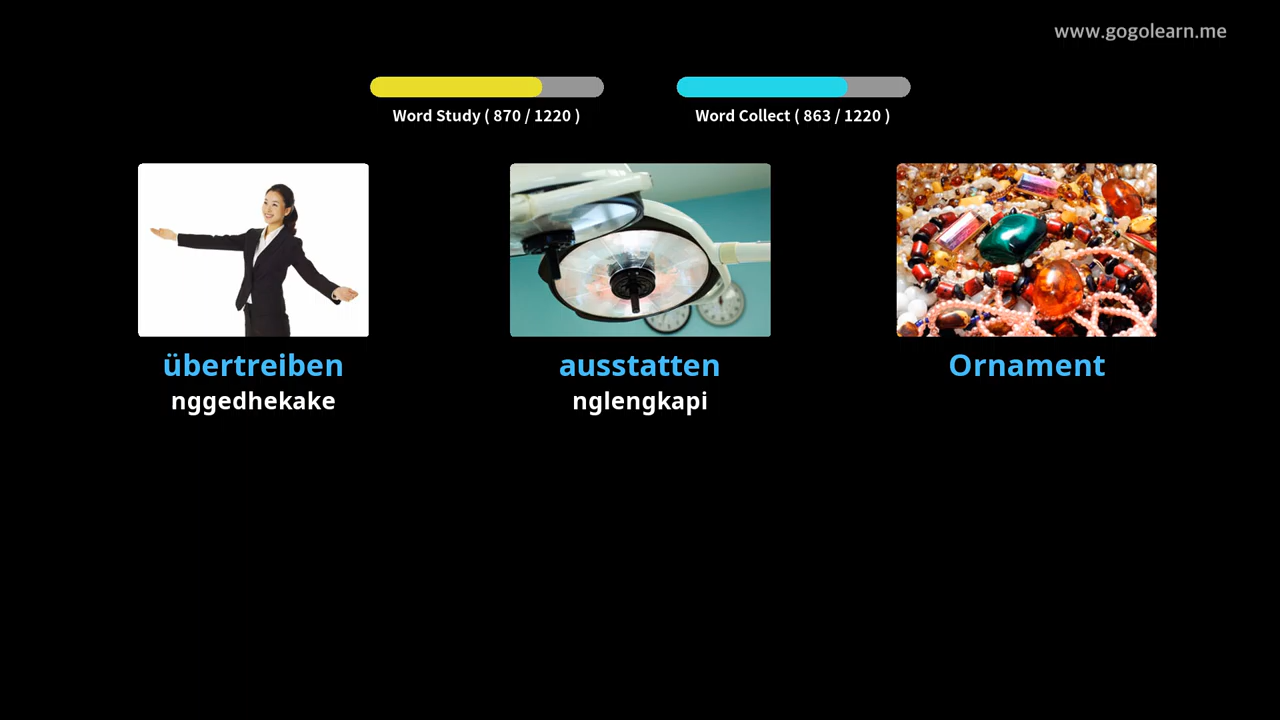 www.gogolearn.me
Word Study ( 870 / 1220 )
Word Collect ( 863 / 1220 )
übertreiben
nggedhekake
ausstatten
nglengkapi
Ornament